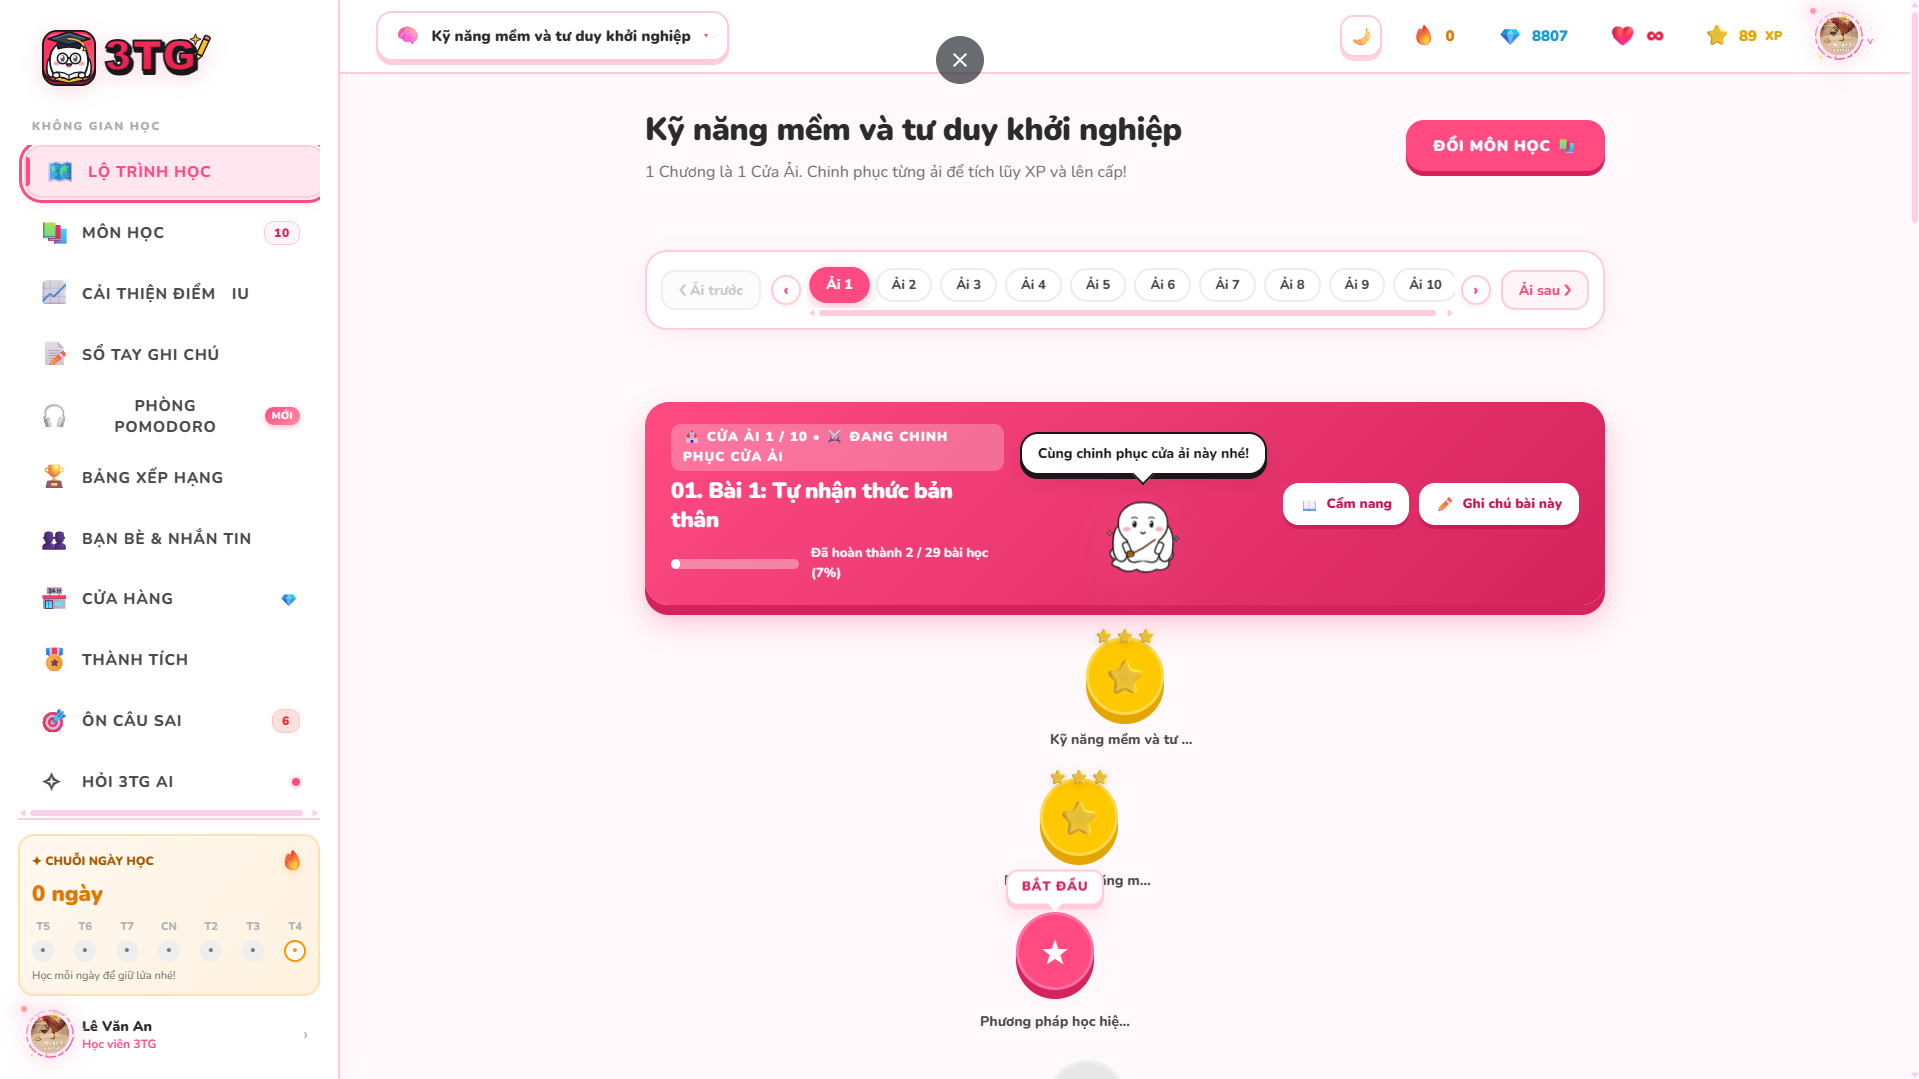 3TG
KHÔNG GIAN HỌC
LỘ TRÌNH HỌC
MÔN HỌC
10
CẢI THIỆN ĐIỂM IU
SỔ TAY GHI CHÚ
PHÒNG
POMODORO
MỚI
BẢNG XẾP HẠNG
BẠN BÈ & NHẮN TIN
CỬA HÀNG
THÀNH TÍCH
ÔN CÂU SAI
6
HỎI 3TG AI
✦ CHUỖI NGÀY HỌC
0 ngày
T5 T6 T7 CN T2 T3 T4
Học mỗi ngày để giữ lửa nhé!
Lê Văn An
Học viên 3TG
Kỹ năng mềm và tư duy khởi nghiệp
0
8807
∞
89 XP
Kỹ năng mềm và tư duy khởi nghiệp
1 Chương là 1 Cửa Ải. Chinh phục từng ải để tích lũy XP và lên cấp!
ĐỔI MÔN HỌC
Ải trước
Ải 1
Ải 2
Ải 3
Ải 4
Ải 5
Ải 6
Ải 7
Ải 8
Ải 9
Ải 10
Ải sau
CỬA ẢI 1 / 10 • ĐANG CHINH
PHỤC CỬA ẢI
01. Bài 1: Tự nhận thức bản
thân
Đã hoàn thành 2 / 29 bài học
(7%)
Cùng chinh phục cửa ải này nhé!
Cẩm nang
Ghi chú bài này
Kỹ năng mềm và tư ...
BẮT ĐẦU
Phương pháp học hiệ...